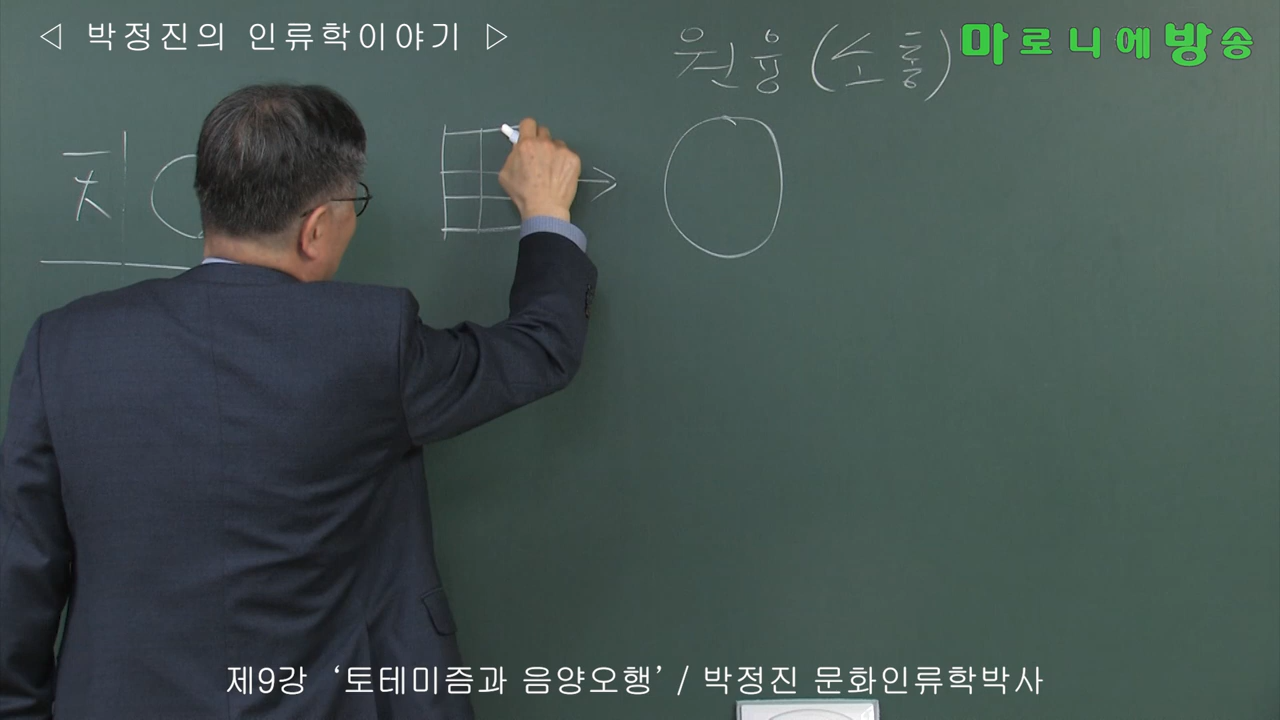 ◁ 박정진의 인류학이야기 ▷
마로니에방송
원융 (소통)
제9강 ‘토테미즘과 음양오행’ / 박정진 문화인류학박사